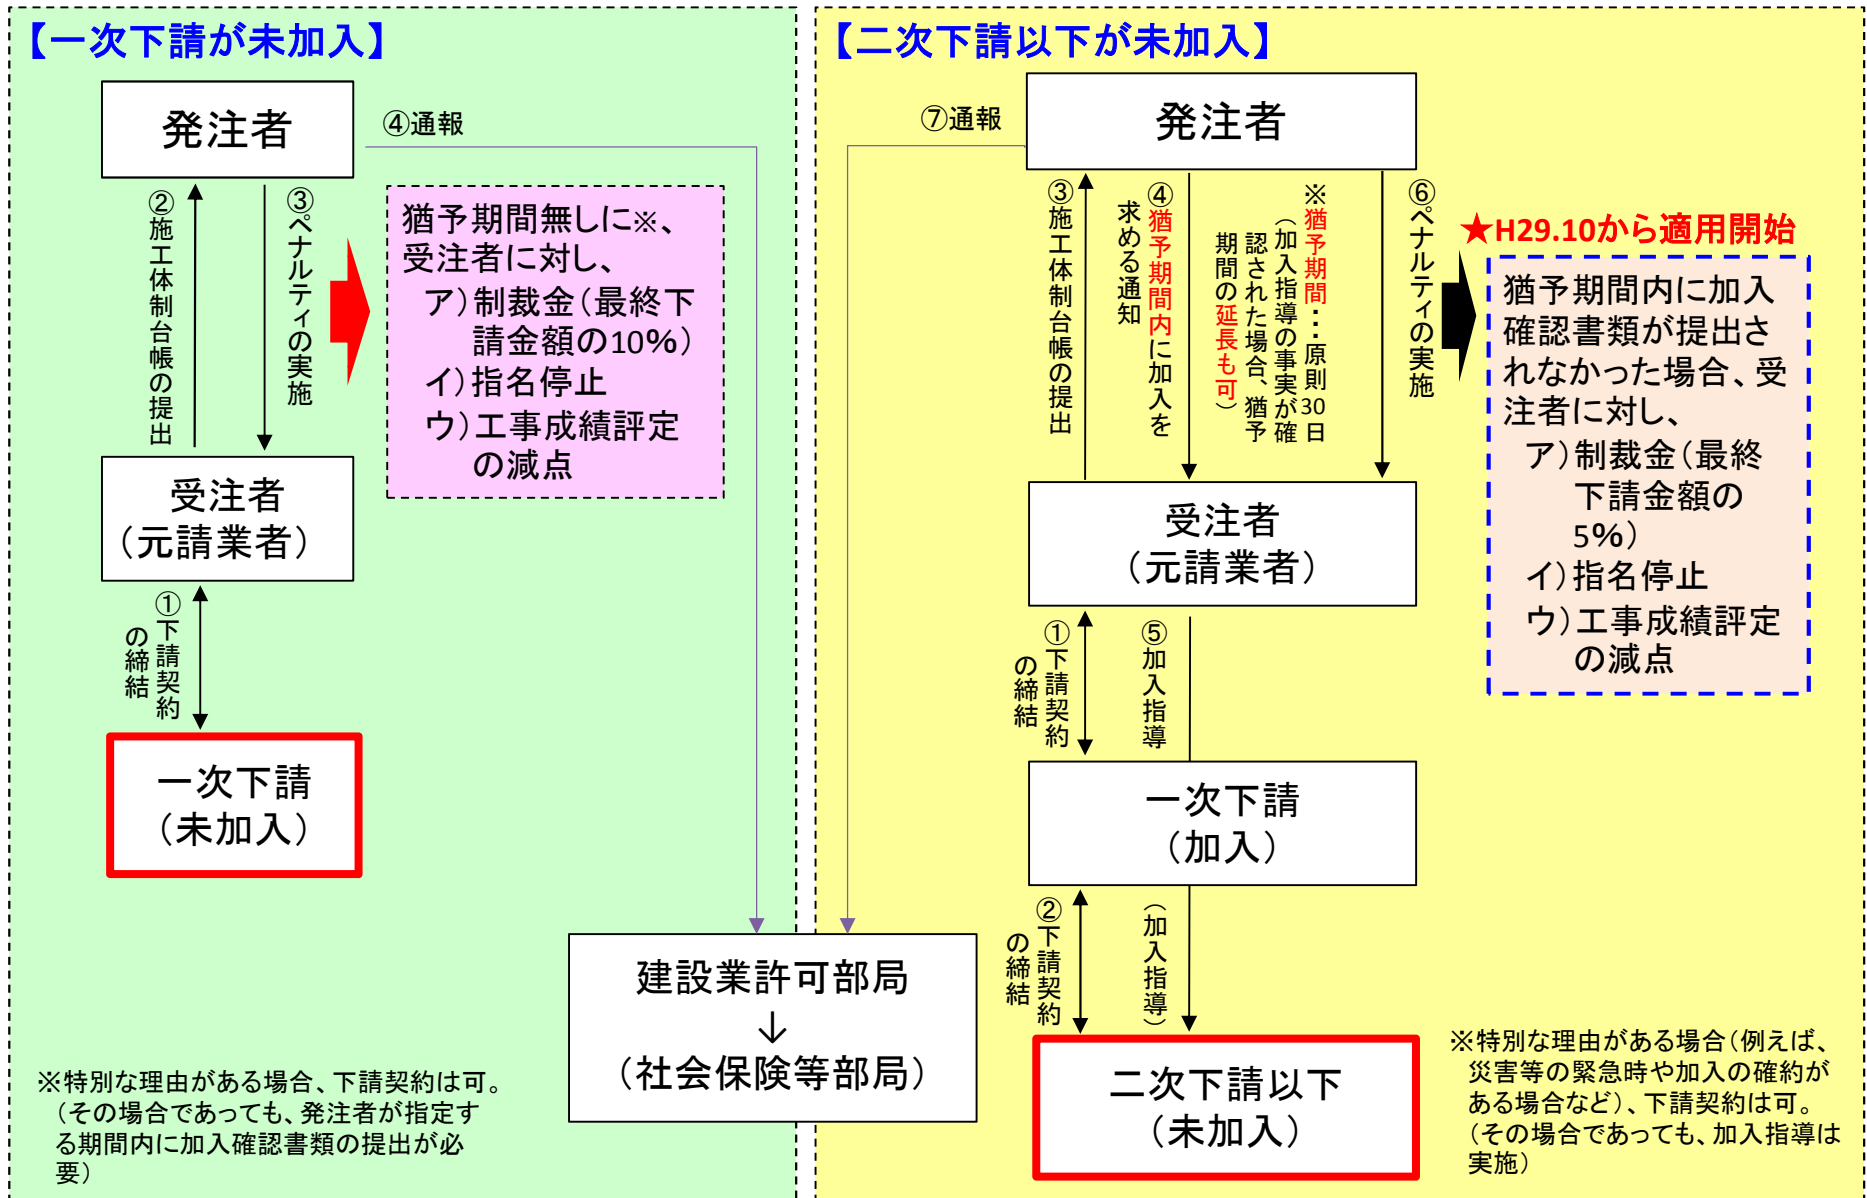 【一次下請が未加入】
発注者
④通報
②施工体制台帳の提出
③ペナルティの実施
猶予期間無しに※、
受注者に対し、
ア）制裁金（最終下
請金額の10％）
イ）指名停止
ウ）工事成績評定
の減点
受注者
（元請業者）
①下請契約
の締結
一次下請
（未加入）
※特別な理由がある場合、下請契約は可。
（その場合であっても、発注者が指定す
る期間内に加入確認書類の提出が必
要）
建設業許可部局
↓
（社会保険等部局）
【二次下請以下が未加入】
⑦通報
発注者
③施工体制台帳の提出
④猶予期間内に加入を
求める通知
※猶予期間・・・原則30日
（加入指導の事実が確
認された場合、猶予
期間の延長も可）
⑥ペナルティの実施
★H29.10から適用開始
猶予期間内に加入
確認書類が提出さ
れなかった場合、受
注者に対し、
ア）制裁金（最終
下請金額の
5％）
イ）指名停止
ウ）工事成績評定
の減点
受注者
（元請業者）
①下請契約
の締結
⑤加入指導
一次下請
（加入）
②下請契約
の締結
（加入指導）
二次下請以下
（未加入）
※特別な理由がある場合（例えば、
災害等の緊急時や加入の確約が
ある場合など）、下請契約は可。
（その場合であっても、加入指導は
実施）